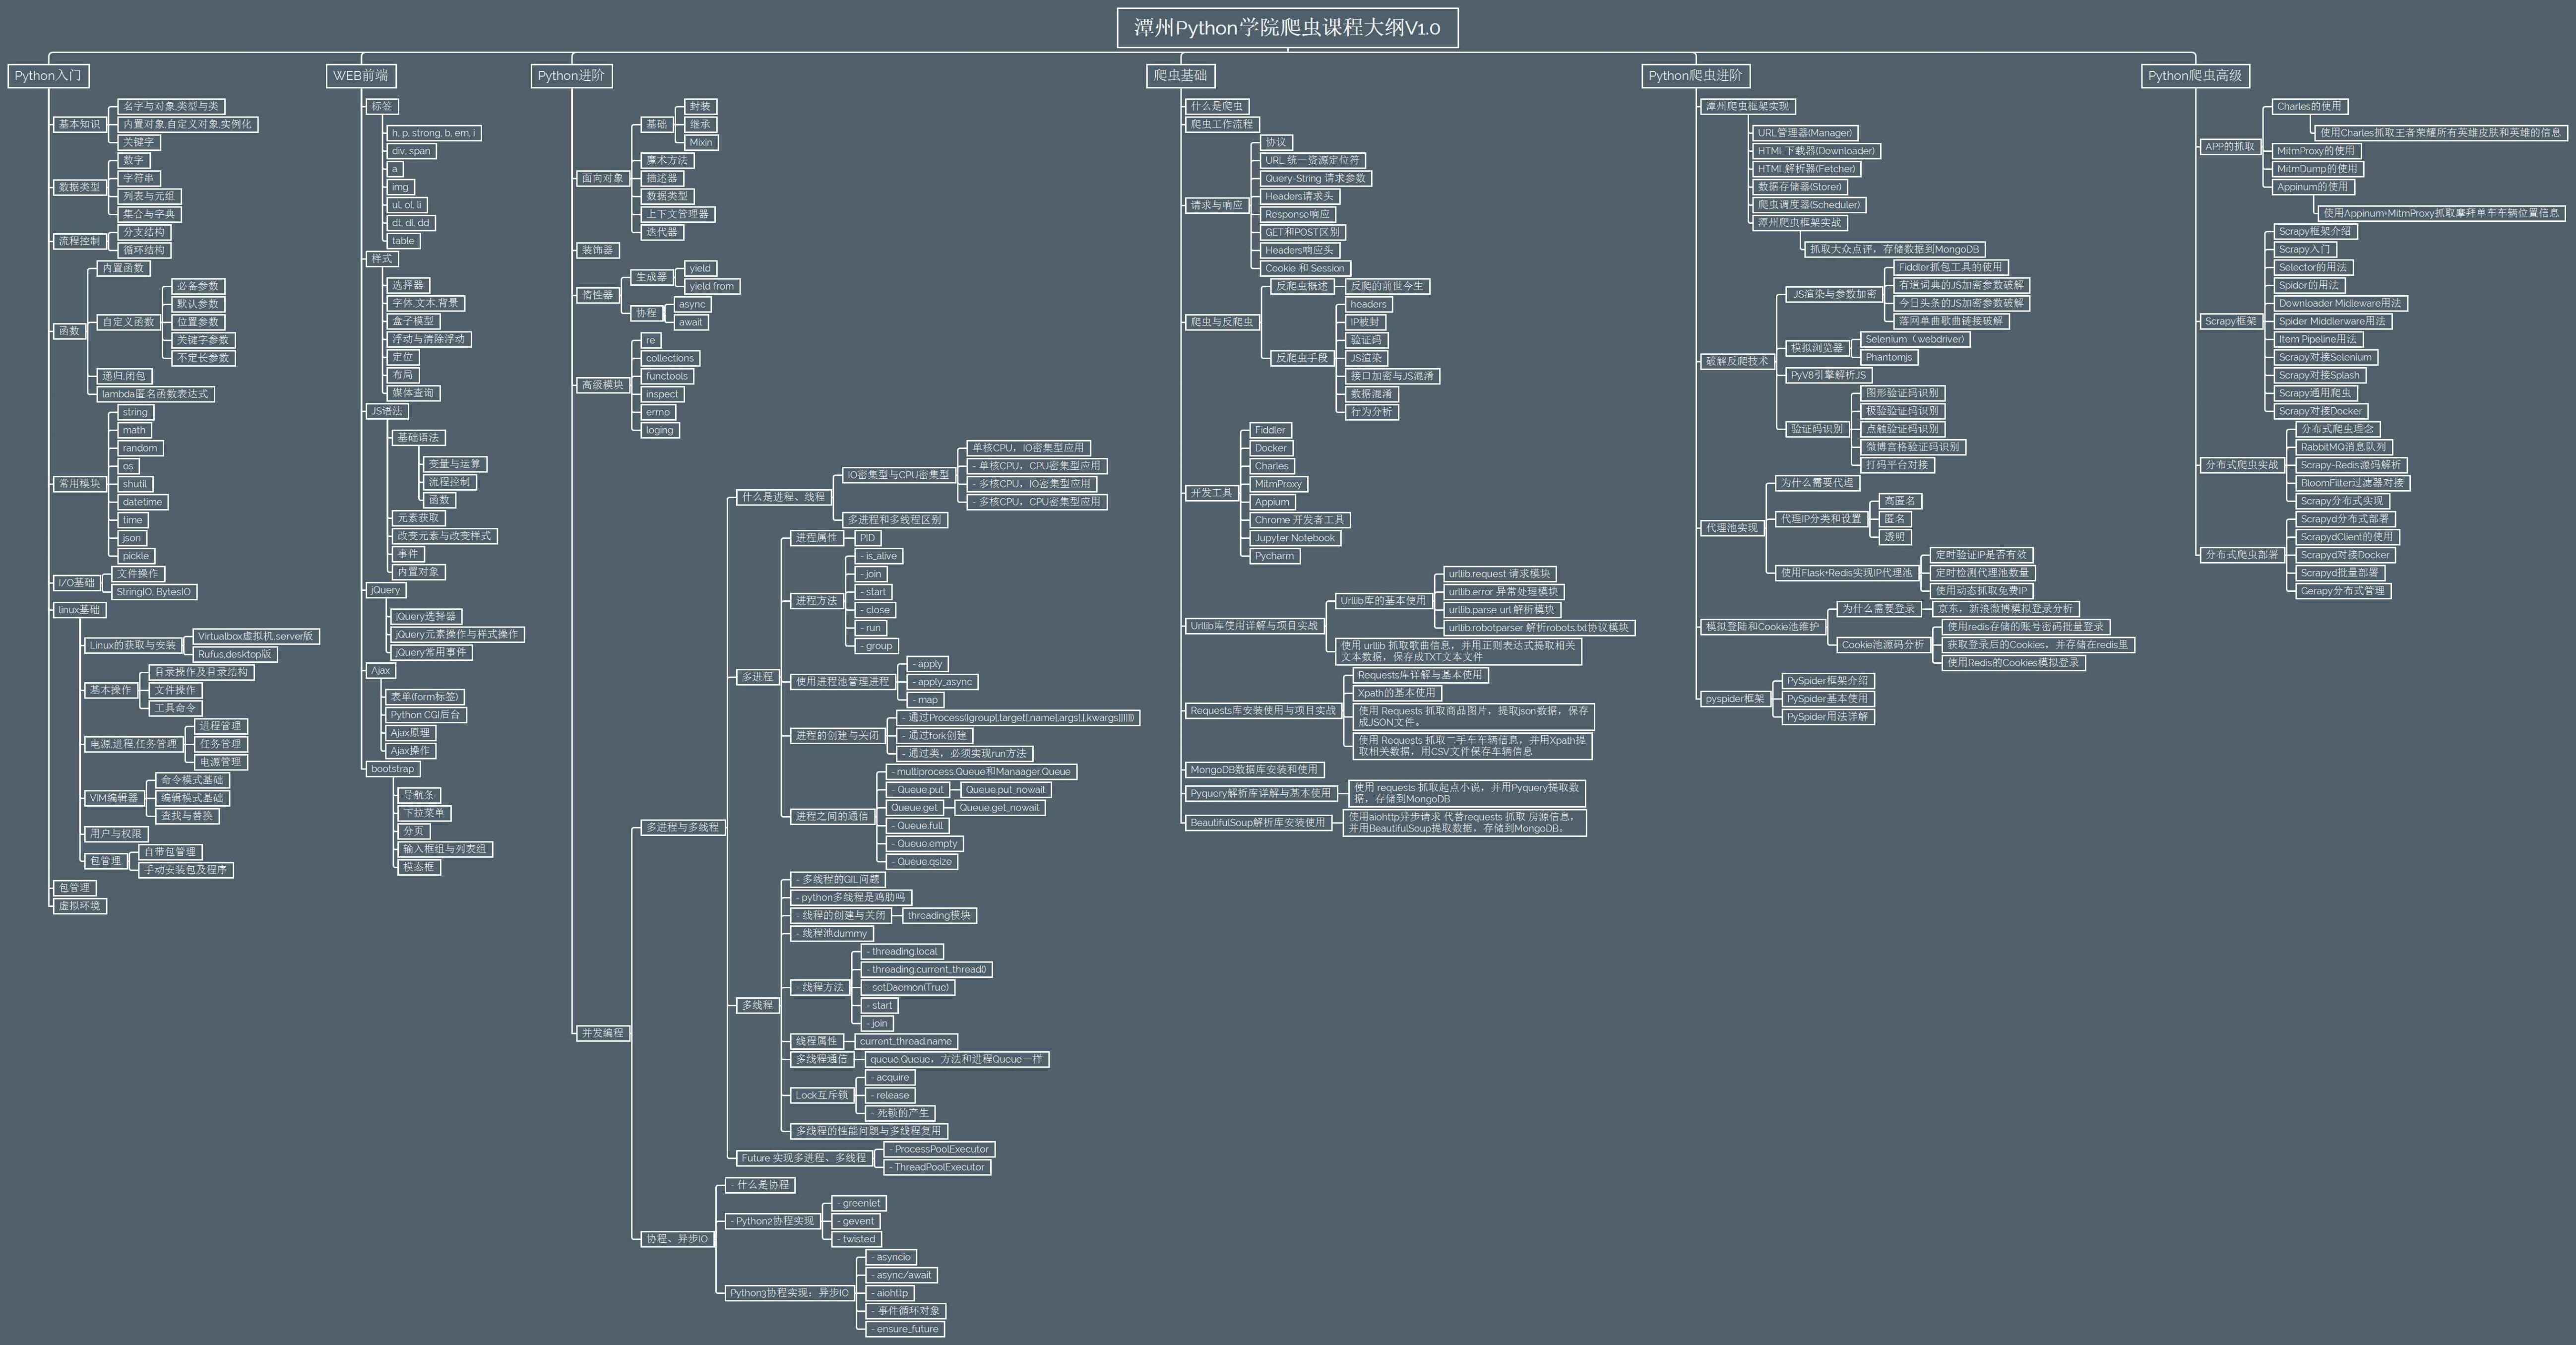 潭州Python学院爬虫课程大纲V1.0
Python入门
基本知识
名字与对象,类型与类
内置对象,自定义对象,实例化
关键字
数据类型
数字
字符串
列表与元组
集合与字典
流程控制
分支结构
循环结构
函数
内置函数
自定义函数
必备参数
默认参数
位置参数
关键字参数
不定长参数
递归,闭包
lambda匿名函数表达式
常用模块
string
math
random
os
shutil
datetime
time
json
pickle
I/O基础
文件操作
StringIO, BytesIO
linux基础
Linux的获取与安装
Virtualbox虚拟机,server版
Rufus,desktop版
基本操作
目录操作及目录结构
文件操作
工具命令
电源,进程,任务管理
进程管理
任务管理
电源管理
VIM编辑器
命令模式基础
编辑模式基础
查找与替换
用户与权限
包管理
自带包管理
手动安装包及程序
包管理
虚拟环境
WEB前端
标签
h, p, strong, b, em, i
div, span
a
img
ul, ol, li
dt, dl, dd
table
样式
选择器
字体,文本,背景
盒子模型
浮动与清除浮动
定位
布局
媒体查询
JS语法
基础语法
变量与运算
流程控制
函数
元素获取
改变元素与改变样式
事件
内置对象
jQuery
jQuery选择器
jQuery元素操作与样式操作
jQuery常用事件
Ajax
表单(form标签)
Python CGI后台
Ajax原理
Ajax操作
bootstrap
导航条
下拉菜单
分页
输入框组与列表组
模态框
Python进阶
面向对象
基础
封装
继承
Mixin
魔术方法
描述器
数据类型
上下文管理器
迭代器
装饰器
惰性器
生成器
yield
yield from
协程
async
await
高级模块
re
collections
functools
inspect
errno
loging
并发编程
多进程与多线程
什么是进程、线程
IO密集型与CPU密集型
单核CPU，IO密集型应用
- 单核CPU，CPU密集型应用
- 多核CPU，IO密集型应用
- 多核CPU，CPU密集型应用
多进程和多线程区别
多进程
进程属性
PID
进程方法
- is_alive
- join
- start
- close
- run
- group
使用进程池管理进程
- apply
- apply_async
- map
进程的创建与关闭
- 通过Process([group[,target[,name[,args[,],kwargs]]]]]])
- 通过fork创建
- 通过类，必须实现run方法
进程之间的通信
- multiprocess.Queue和Manaager.Queue
- Queue.put
Queue.put_nowait
Queue.get
Queue.get_nowait
- Queue.full
- Queue.empty
- Queue.qsize
多线程
- 多线程的GIL问题
- python多线程是鸡肋吗
- 线程的创建与关闭
threading模块
- 线程池dummy
- 线程方法
- threading.local
- threading.current_thread()
- setDaemon(True)
- start
- join
线程属性
current_thread.name
多线程通信
queue.Queue，方法和进程Queue一样
Lock互斥锁
- acquire
- release
- 死锁的产生
多线程的性能问题与多线程复用
Future 实现多进程、多线程
- ProcessPoolExecutor
- ThreadPoolExecutor
协程、异步IO
- 什么是协程
- Python2协程实现
- greenlet
- gevent
- twisted
Python3协程实现：异步IO
- asyncio
- async/await
- aiohttp
- 事件循环对象
- ensure_future
爬虫基础
什么是爬虫
爬虫工作流程
请求与响应
协议
URL 统一资源定位符
Query-String 请求参数
Headers请求头
Response响应
GET和POST区别
Headers响应头
Cookie 和 Session
爬虫与反爬虫
反爬虫概述
反爬的前世今生
反爬虫手段
headers
IP被封
验证码
JS渲染
接口加密与JS混淆
数据混淆
行为分析
开发工具
Fiddler
Docker
Charles
MitmProxy
Appium
Chrome 开发者工具
Jupyter Notebook
Pycharm
Urllib库使用详解与项目实战
Urllib库的基本使用
urllib.request 请求模块
urllib.error 异常处理模块
urllib.parse url 解析模块
urllib.robotparser 解析robots.txt协议模块
使用 urllib 抓取歌曲信息，并用正则表达式提取相关
文本数据，保存成TXT文本文件
Requests库安装使用与项目实战
Requests库详解与基本使用
Xpath的基本使用
使用 Requests 抓取商品图片，提取json数据，保存
成JSON文件。
使用 Requests 抓取二手车车辆信息，并用Xpath提
取相关数据，用CSV文件保存车辆信息
MongoDB数据库安装和使用
Pyquery解析库详解与基本使用
使用 requests 抓取起点小说，并用Pyquery提取数
据，存储到MongoDB
BeautifulSoup解析库安装使用
使用aiohttp异步请求 代替requests 抓取 房源信息，
并用BeautifulSoup提取数据，存储到MongoDB。
Python爬虫进阶
潭州爬虫框架实现
URL管理器(Manager)
HTML下载器(Downloader)
HTML解析器(Fetcher)
数据存储器(Storer)
爬虫调度器(Scheduler)
潭州爬虫框架实战
抓取大众点评，存储数据到MongoDB
破解反爬技术
JS渲染与参数加密
Fiddler抓包工具的使用
有道词典的JS加密参数破解
今日头条的JS加密参数破解
落网单曲歌曲链接破解
模拟浏览器
Selenium（webdriver)
Phantomjs
PyV8引擎解析JS
验证码识别
图形验证码识别
极验验证码识别
点触验证码识别
微博宫格验证码识别
打码平台对接
代理池实现
为什么需要代理
代理IP分类和设置
高匿名
匿名
透明
使用Flask+Redis实现IP代理池
定时验证IP是否有效
定时检测代理池数量
使用动态抓取免费IP
模拟登陆和Cookie池维护
为什么需要登录
京东，新浪微博模拟登录分析
Cookie池源码分析
使用redis存储的账号密码批量登录
获取登录后的Cookies，并存储在redis里
使用Redis的Cookies模拟登录
pyspider框架
PySpider框架介绍
PySpider基本使用
PySpider用法详解
Python爬虫高级
APP的抓取
Charles的使用
使用Charles抓取王者荣耀所有英雄皮肤和英雄的信息
MitmProxy的使用
MitmDump的使用
Appinum的使用
使用Appinum+MitmProxy抓取摩拜单车车辆位置信息
Scrapy框架
Scrapy框架介绍
Scrapy入门
Selector的用法
Spider的用法
Downloader Midleware用法
Spider Middlerware用法
Item Pipeline用法
Scrapy对接Selenium
Scrapy对接Splash
Scrapy通用爬虫
Scrapy对接Docker
分布式爬虫实战
分布式爬虫理念
RabbitMQ消息队列
Scrapy-Redis源码解析
BloomFilter过滤器对接
Scrapy分布式实现
分布式爬虫部署
Scrapyd分布式部署
ScrapydClient的使用
Scrapyd对接Docker
Scrapyd批量部署
Gerapy分布式管理